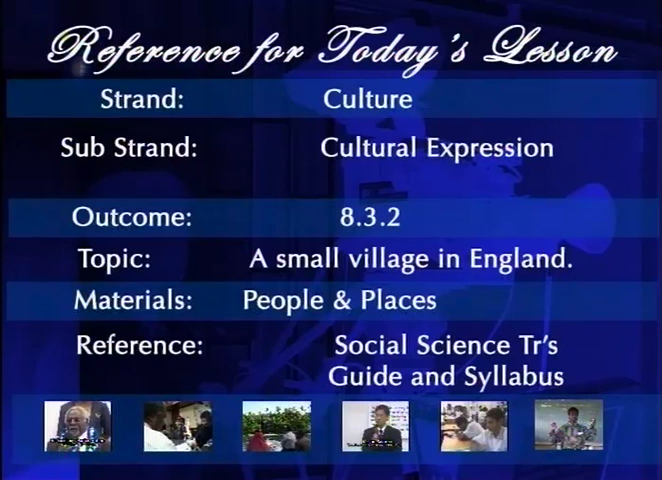 Reference for Today's Lesson
Strand: Culture
Sub Strand: Cultural Expression
Outcome: 8.3.2
Topic: A small village in England.
Materials: People & Places
Reference: Social Science Tr's
Guide and Syllabus